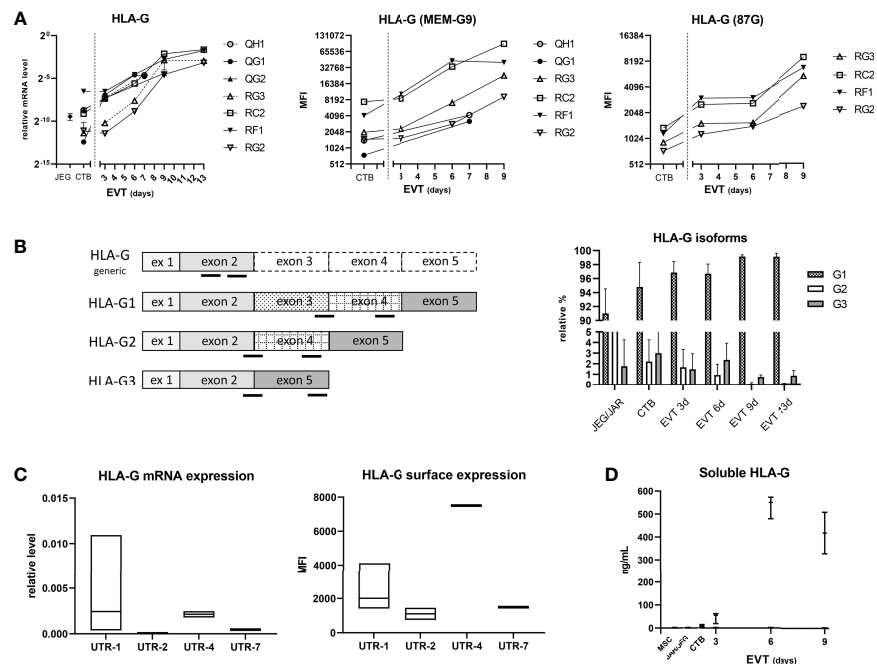 A
HLA-G
relative mRNA level
2^0
2^-5
2^-10
2^-15
JEG CTB 3 4 5 6 7 8 9 10 11 12 13
EVT (days)
QH1
QG1
QG2
RG3
RC2
RF1
RG2
HLA-G (MEM-G9)
MFI
131072
65536
32768
16384
8192
4096
2048
1024
512
CTB 3 4 5 6 7 8 9
EVT (days)
QH1
QG1
RG3
RC2
RF1
RG2
HLA-G (87G)
MFI
16384
8192
4096
2048
1024
512
CTB 3 4 5 6 7 8 9
EVT (days)
RG3
RC2
RF1
RG2
B
HLA-G
generic
ex 1 exon 2 exon 3 exon 4 exon 5
HLA-G1 ex 1 exon 2 exon 3 exon 4 exon 5
HLA-G2 ex 1 exon 2 exon 4 exon 5
HLA-G3 ex 1 exon 2 exon 5
HLA-G isoforms
relative %
100
98
96
94
92
90
5
4
3
2
1
0
JEG/JAR CTB EVT 3d EVT 6d EVT 9d EVT 13d
G1
G2
G3
C
HLA-G mRNA expression
relative level
0.015
0.010
0.005
0.000
UTR-1 UTR-2 UTR-4 UTR-7
HLA-G surface expression
MFI
8000
6000
4000
2000
0
UTR-1 UTR-2 UTR-4 UTR-7
D
Soluble HLA-G
ng/mL
600
500
400
300
200
100
0
MSC CTB 3 6 9
EVT (days)